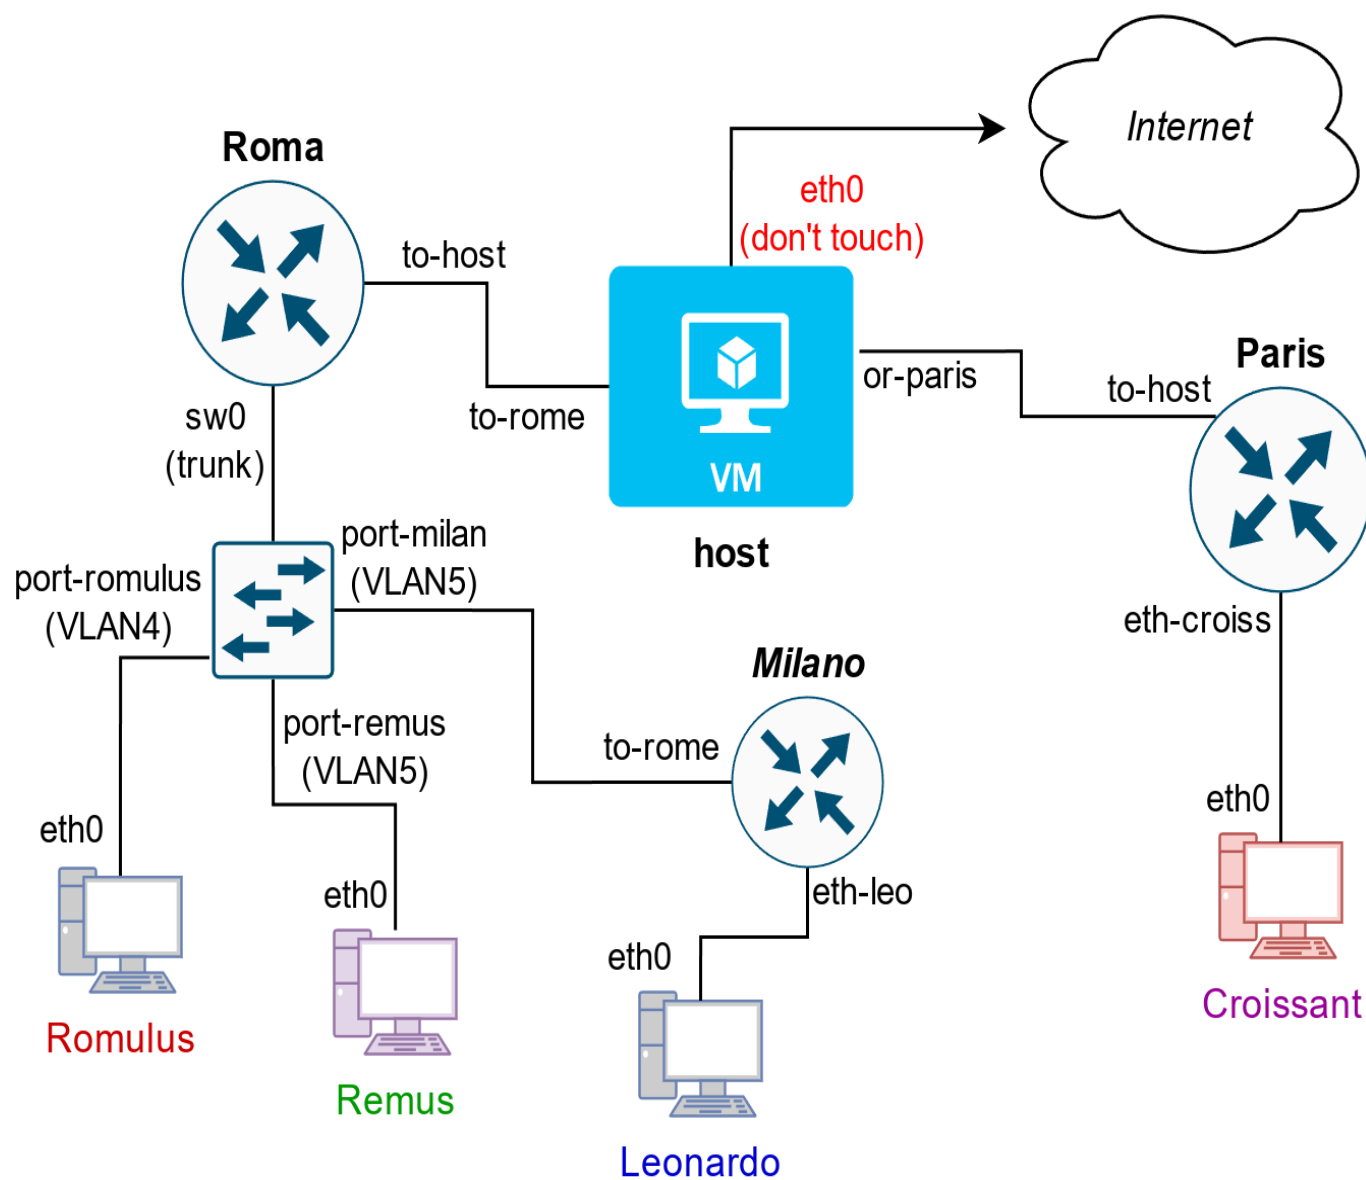 Internet
Roma
eth0
(don't touch)
to-host
or-paris
Paris
to-host
to-rome
sw0
(trunk)
VM
host
port-milan
(VLAN5)
port-romulus
(VLAN4)
eth-croiss
Milano
port-remus
(VLAN5)
to-rome
eth0
eth0
eth0
eth-leo
eth0
Croissant
Romulus
Remus
Leonardo